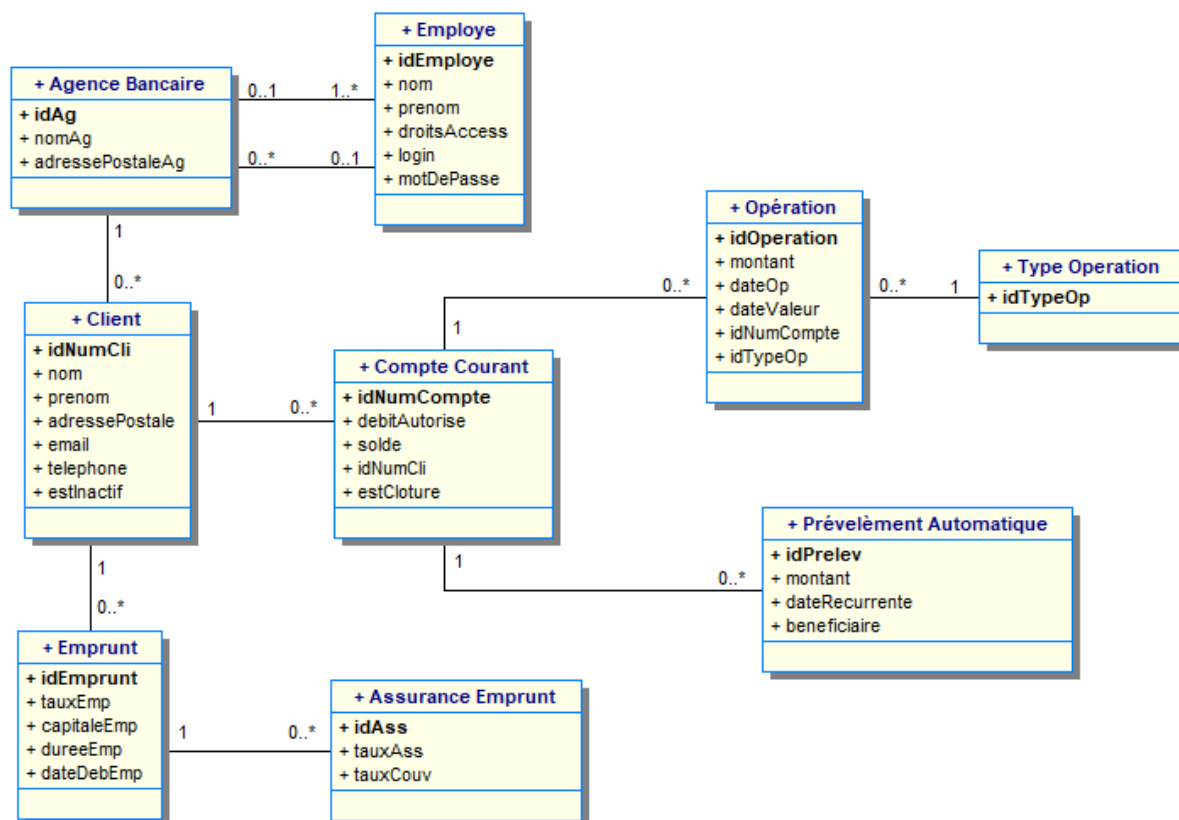 + Employe
+ idEmploye
+ nom
+ prenom
+ droitsAccess
+ login
+ motDePasse
+ Agence Bancaire
+ idAg
+ nomAg
+ adressePostaleAg
0..1
1..*
0..*
0..1
1
0..*
+ Client
+ idNumCli
+ nom
+ prenom
+ adressePostale
+ email
+ telephone
+ estInactif
1
0..*
+ Compte Courant
+ idNumCompte
+ debitAutorise
+ solde
+ idNumCli
+ estCloture
1
0..*
+ Opération
+ idOperation
+ montant
+ dateOp
+ dateValeur
+ idNumCompte
+ idTypeOp
0..*
1
+ Type Operation
+ idTypeOp
1
0..*
+ Prévelèment Automatique
+ idPrelev
+ montant
+ dateRecurrente
+ beneficiaire
1
0..*
+ Emprunt
+ idEmprunt
+ tauxEmp
+ capitaleEmp
+ dureeEmp
+ dateDebEmp
1
0..*
+ Assurance Emprunt
+ idAss
+ tauxAss
+ tauxCouv